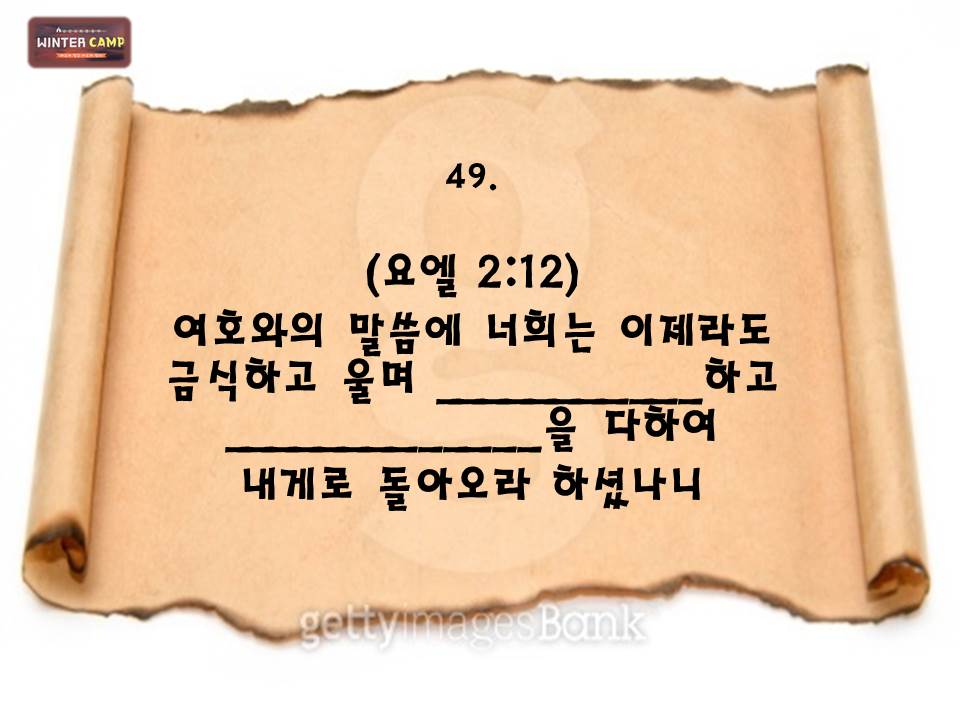 WINTER CAMP
49.
(요엘 2:12)
여호와의 말씀에 너희는 이제라도
금식하고 울며 ___________하고
_____________을 다하여
내게로 돌아오라 하셨나니
gettyimagesBank